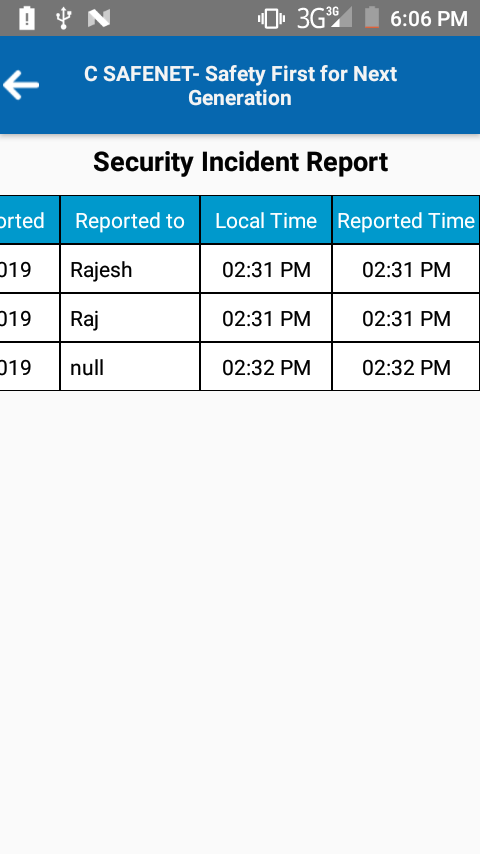 3G 3G 6:06 PM
C SAFENET- Safety First for Next
Generation
Security Incident Report
orted Reported to Local Time Reported Time
019 Rajesh 02:31 PM 02:31 PM
019 Raj 02:31 PM 02:31 PM
019 null 02:32 PM 02:32 PM